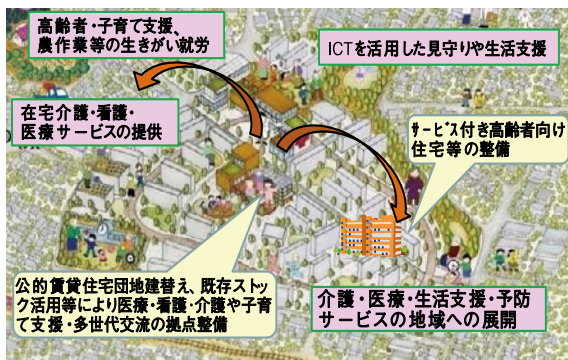 高齢者・子育て支援、
農作業等の生きがい就労
ICTを活用した見守りや生活支援
在宅介護・看護・
医療サービスの提供
サービス付き高齢者向け
住宅等の整備
公的賃貸住宅団地建替え、既存ストッ
ク活用等により医療・看護・介護や子育
て支援・多世代交流の拠点整備
介護・医療・生活支援・予防
サービスの地域への展開